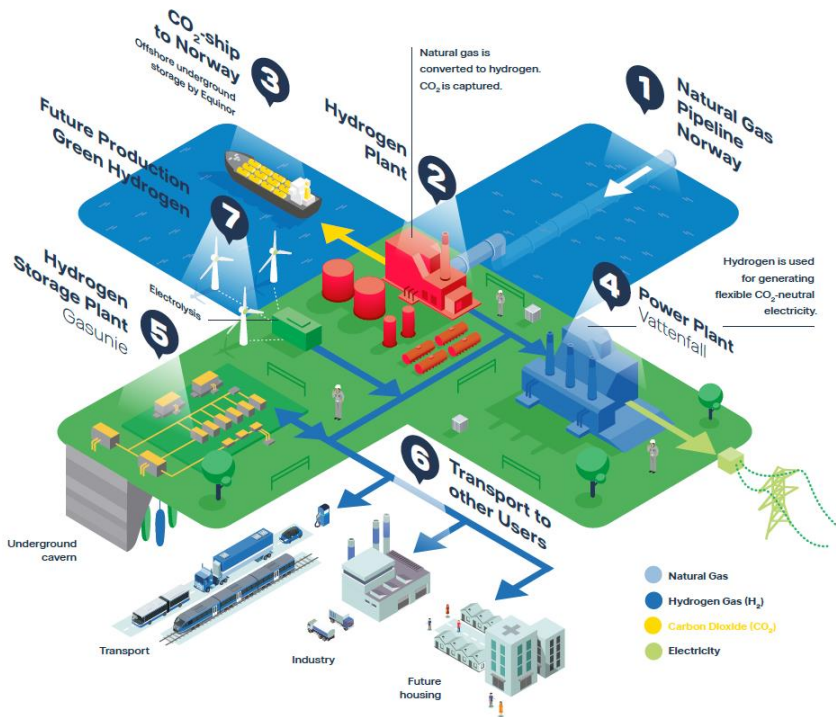 CO₂-ship
to Norway
Offshore underground
storage by Equinor
3
Natural gas is
converted to hydrogen.
CO₂ is captured.
1
Natural Gas
Pipeline
Norway
Future Production
Green Hydrogen
7
Hydrogen
Plant
2
Hydrogen
Storage Plant
Gasunie
5
Electrolysis
4
Power Plant
Vattenfall
Hydrogen is used
for generating
flexible CO₂-neutral
electricity.
6
Transport to
other Users
Underground
cavern
Transport
Industry
Future
housing
Natural Gas
Hydrogen Gas (H₂)
Carbon Dioxide (CO₂)
Electricity